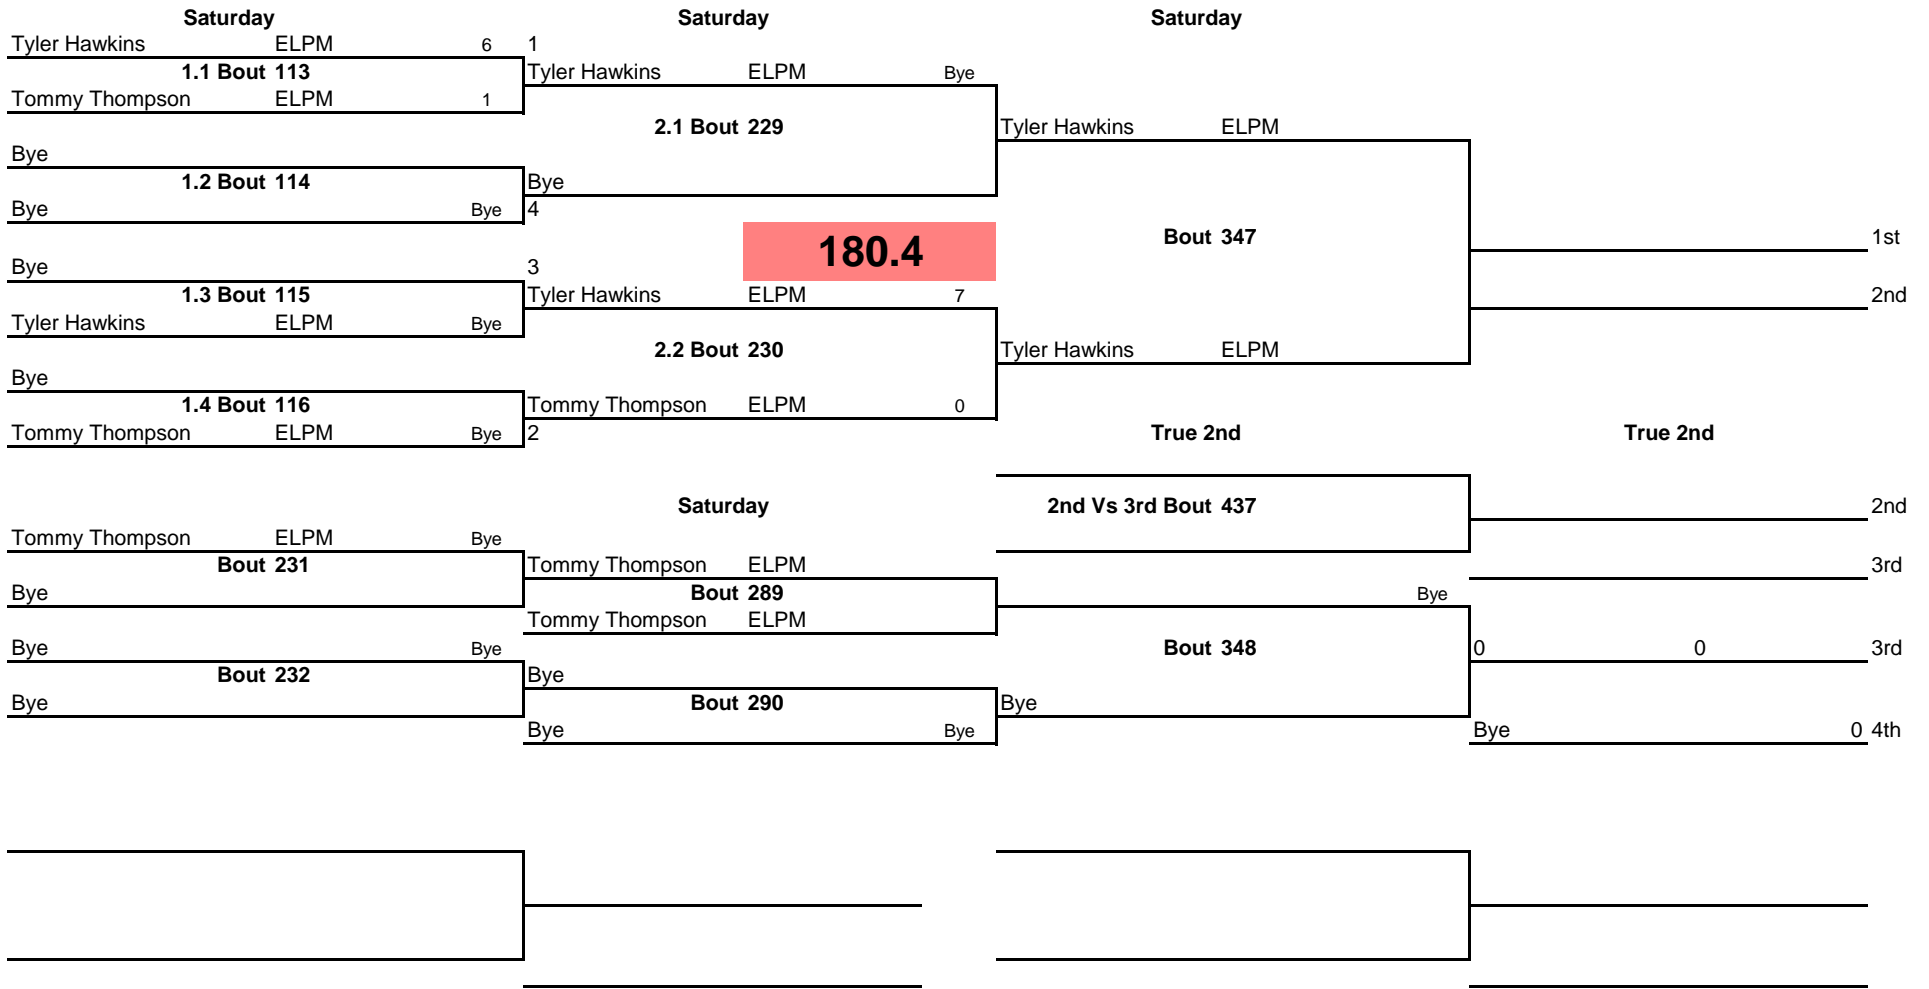 Saturday Saturday Saturday
Tyler Hawkins ELPM 6 1
1.1 Bout 113 Tyler Hawkins ELPM Bye
Tommy Thompson ELPM 1
2.1 Bout 229 Tyler Hawkins ELPM
Bye
1.2 Bout 114 Bye
Bye Bye 4
180.4 Bout 347 1st
Bye 3
1.3 Bout 115 Tyler Hawkins ELPM 7 2nd
Tyler Hawkins ELPM Bye
2.2 Bout 230 Tyler Hawkins ELPM
Bye
1.4 Bout 116 Tommy Thompson ELPM 0
Tommy Thompson ELPM Bye 2 True 2nd True 2nd
Saturday 2nd Vs 3rd Bout 437 2nd
Tommy Thompson ELPM Bye
Bout 231 Tommy Thompson ELPM 3rd
Bye Bout 289 Bye
Tommy Thompson ELPM
Bye Bye Bout 348 0 0 3rd
Bout 232 Bye
Bye Bout 290 Bye
Bye Bye Bye 0 4th